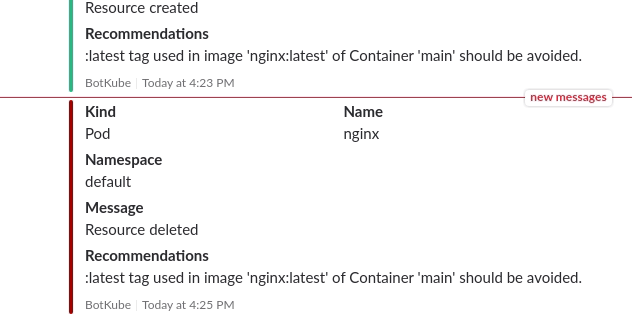 Resource created
Recommendations
:latest tag used in image 'nginx:latest' of Container 'main' should be avoided.
BotKube | Today at 4:23 PM
new messages
Kind Name
Pod nginx
Namespace
default
Message
Resource deleted
Recommendations
:latest tag used in image 'nginx:latest' of Container 'main' should be avoided.
BotKube | Today at 4:25 PM